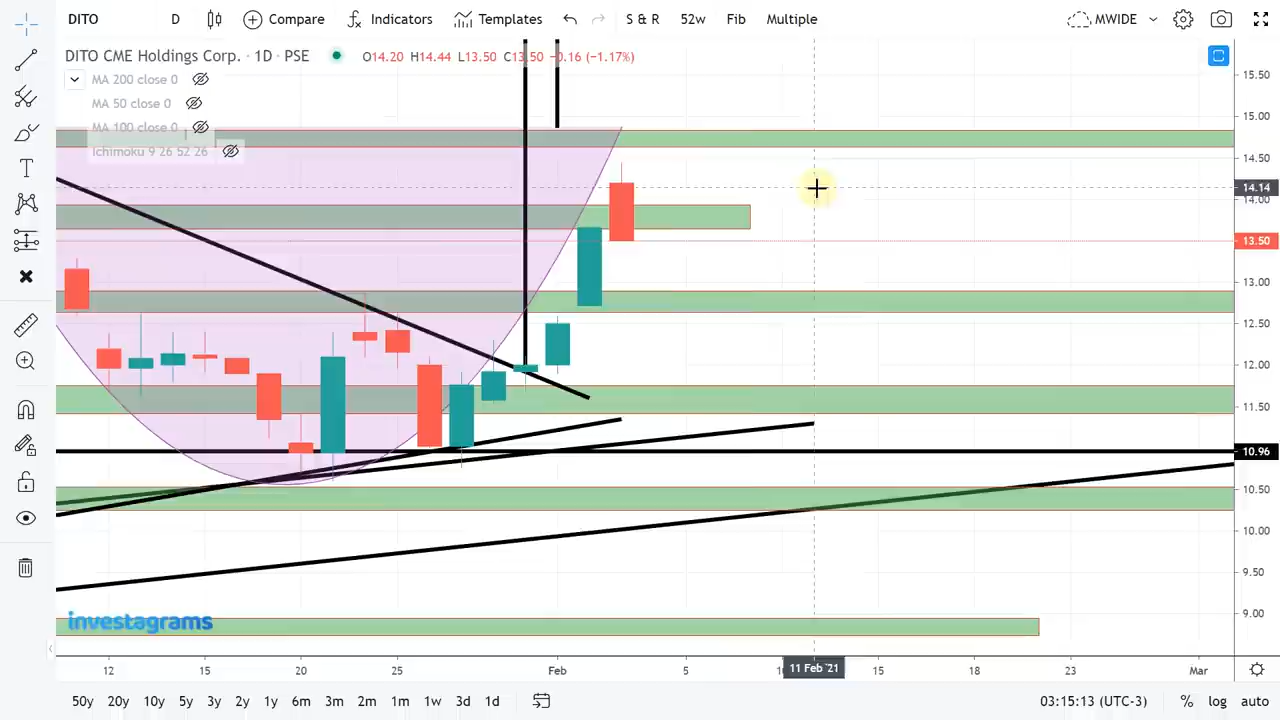 DITO D Compare Indicators Templates S & R 52w Fib Multiple MWIDE
DITO CME Holdings Corp. · 1D · PSE O14.20 H14.44 L13.50 C13.50 −0.16 (−1.17%)
MA 200 close 0
MA 50 close 0
MA 100 close 0
Ichimoku 9 26 52 26
15.50
15.00
14.50
14.14
14.00
13.50
13.00
12.50
12.00
11.50
10.96
10.50
10.00
9.50
9.00
investagrams
12 15 20 25 Feb 5 11 Feb '21 15 18 23 Mar
50y 20y 10y 5y 3y 2y 1y 6m 3m 2m 1m 1w 3d 1d 03:15:13 (UTC-3) % log auto